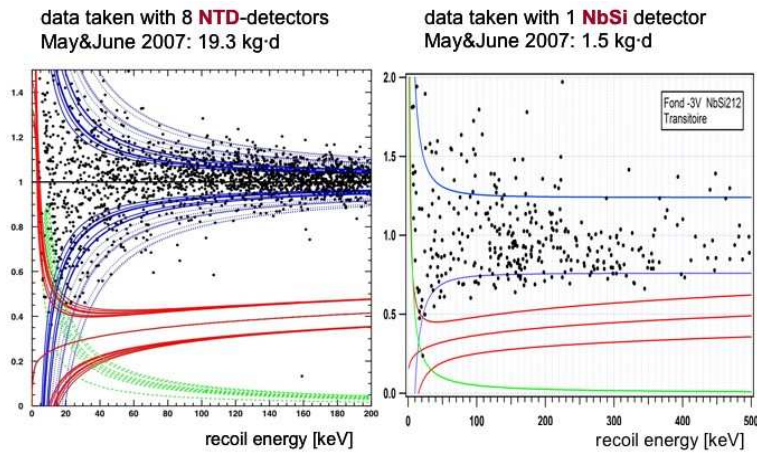 data taken with 8 NTD-detectors
May&June 2007: 19.3 kg·d
data taken with 1 NbSi detector
May&June 2007: 1.5 kg·d
1.4
1.2
1
0.8
0.6
0.4
0.2
0
0 20 40 60 80 100 120 140 160 180 200
recoil energy [keV]
2.0
1.5
1.0
0.5
0.0
Fond -3V NbSi212
Transitoire
0 100 200 300 400 500
recoil energy [keV]